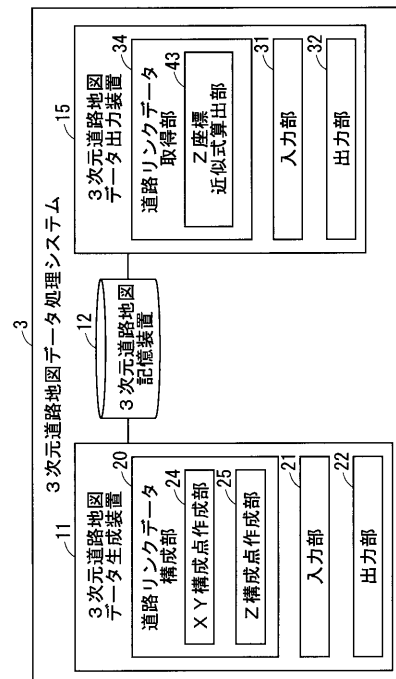 3
3次元道路地図データ処理システム
11
3次元道路地図
データ生成装置
20
道路リンクデータ
構成部
24
XY構成点作成部
25
Z構成点作成部
21
入力部
22
出力部
12
3次元道路地図
記憶装置
15
3次元道路地図
データ出力装置
34
道路リンクデータ
取得部
43
Z座標
近似式算出部
31
入力部
32
出力部